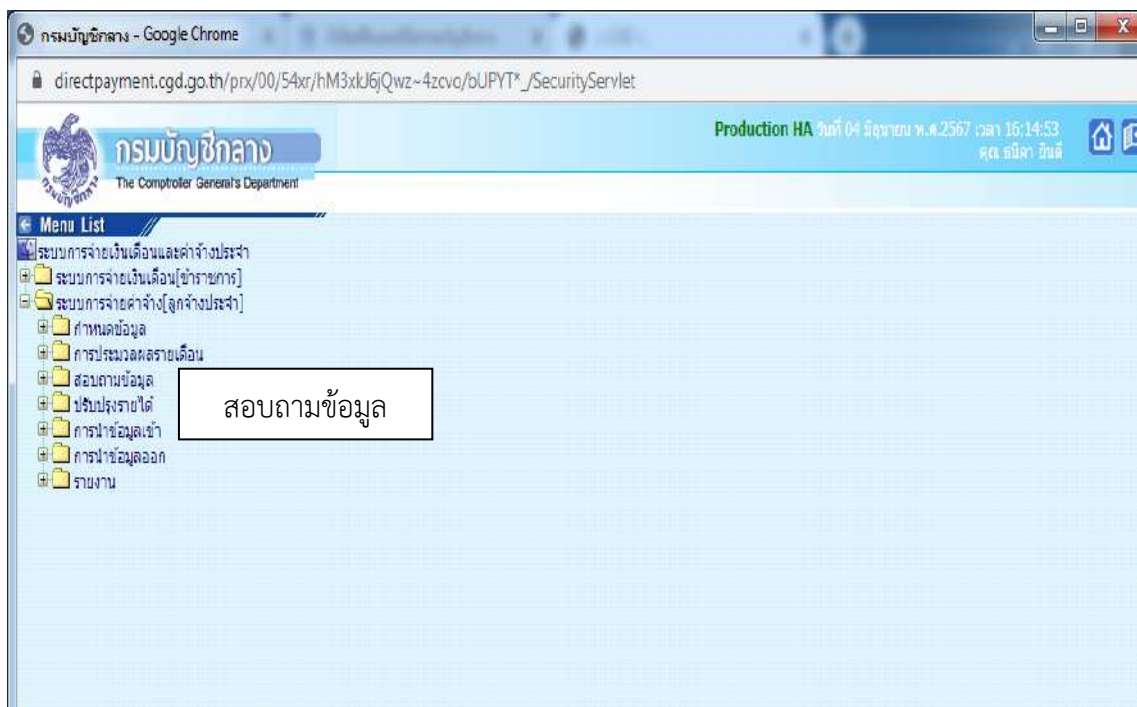 กรมบัญชีกลาง - Google Chrome
directpayment.cgd.go.th/prx/00/54xr/hM3xkJ6jQwz~4zcvo/bUPYT*_/SecurityServlet
Production HA วันที่ 04 มิถุนายน พ.ศ.2567 เวลา 16:14:53
คุณ ธนิดา ยินดี
กรมบัญชีกลาง
The Comptroller General's Department
Menu List
ระบบการจ่ายเงินเดือนและค่าจ้างประจำ
ระบบการจ่ายเงินเดือน[ข้าราชการ]
ระบบการจ่ายค่าจ้าง[ลูกจ้างประจำ]
กำหนดข้อมูล
การประมวลผลรายเดือน
สอบถามข้อมูล
สอบถามข้อมูล
ปรับปรุงรายได้
การนำข้อมูลเข้า
การนำข้อมูลออก
รายงาน